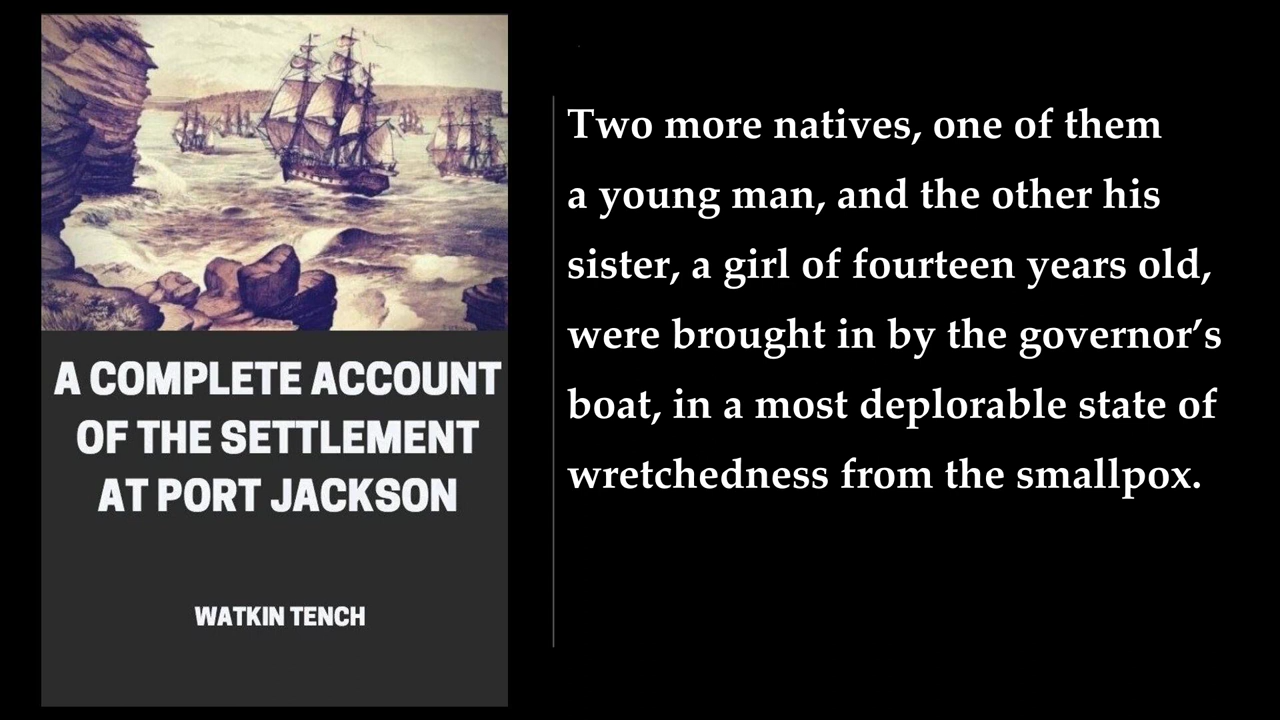 A COMPLETE ACCOUNT
OF THE SETTLEMENT
AT PORT JACKSON
WATKIN TENCH
Two more natives, one of them
a young man, and the other his
sister, a girl of fourteen years old,
were brought in by the governor’s
boat, in a most deplorable state of
wretchedness from the smallpox.